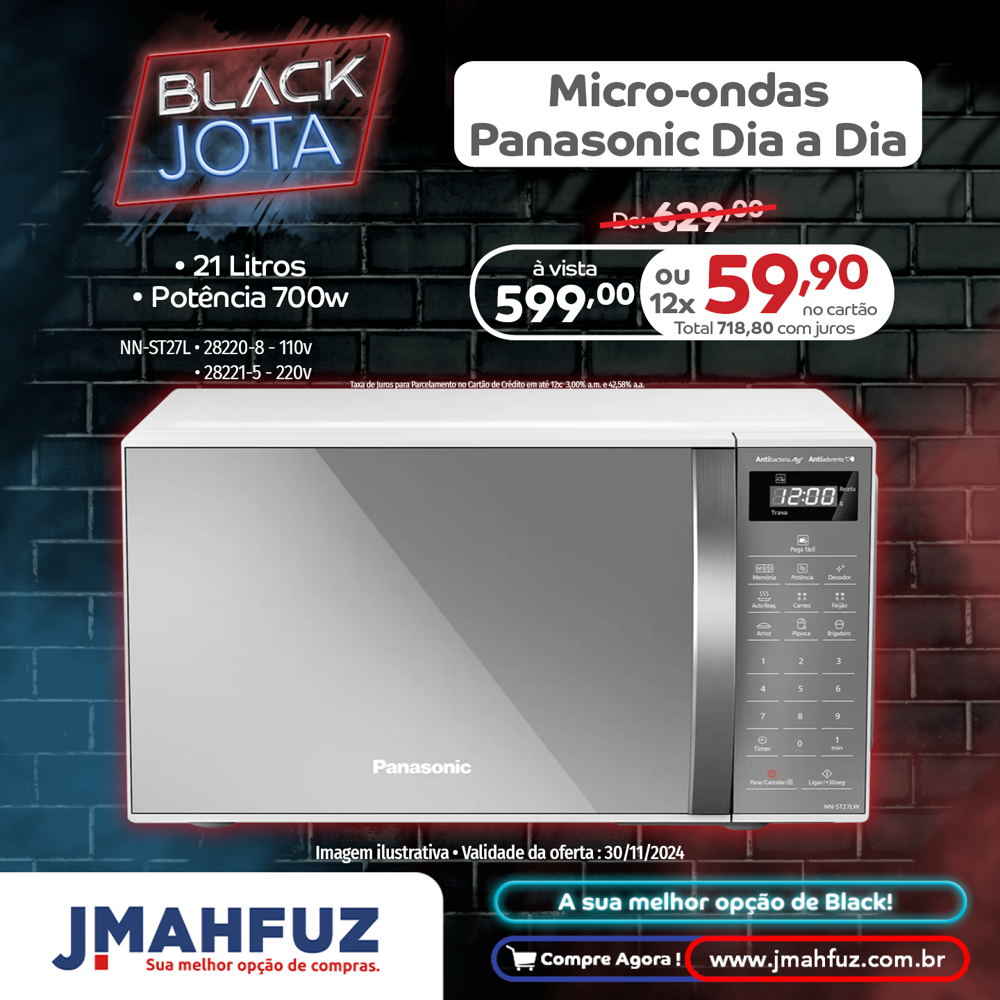 BLACK
JOTA
Micro-ondas
Panasonic Dia a Dia
De: 629,00
• 21 Litros
• Potência 700w
à vista
599,00
ou
12x
59,90
no cartão
Total 718,80 com juros
NN-ST27L • 28220-8 - 110v
• 28221-5 - 220v
Taxa de Juros para Parcelamento no Cartão de Crédito em até 12x 3,00% a.m. e 42,58% a.a.
Antibacteria Ag+ Antiaderente
12:00
Receita
g
Trava
Pega fácil
Memória Potência Desodor.
Auto Reaq. Carnes Feijão
Arroz Pipoca Brigadeiro
1 2 3
4 5 6
7 8 9
Timer 0 1 min
Parar/Cancelar Ligar/+30seg
NN-ST27LW
Panasonic
Imagem ilustrativa • Validade da oferta : 30/11/2024
JMAHFUZ
Sua melhor opção de compras.
A sua melhor opção de Black!
Compre Agora !
www.jmahfuz.com.br